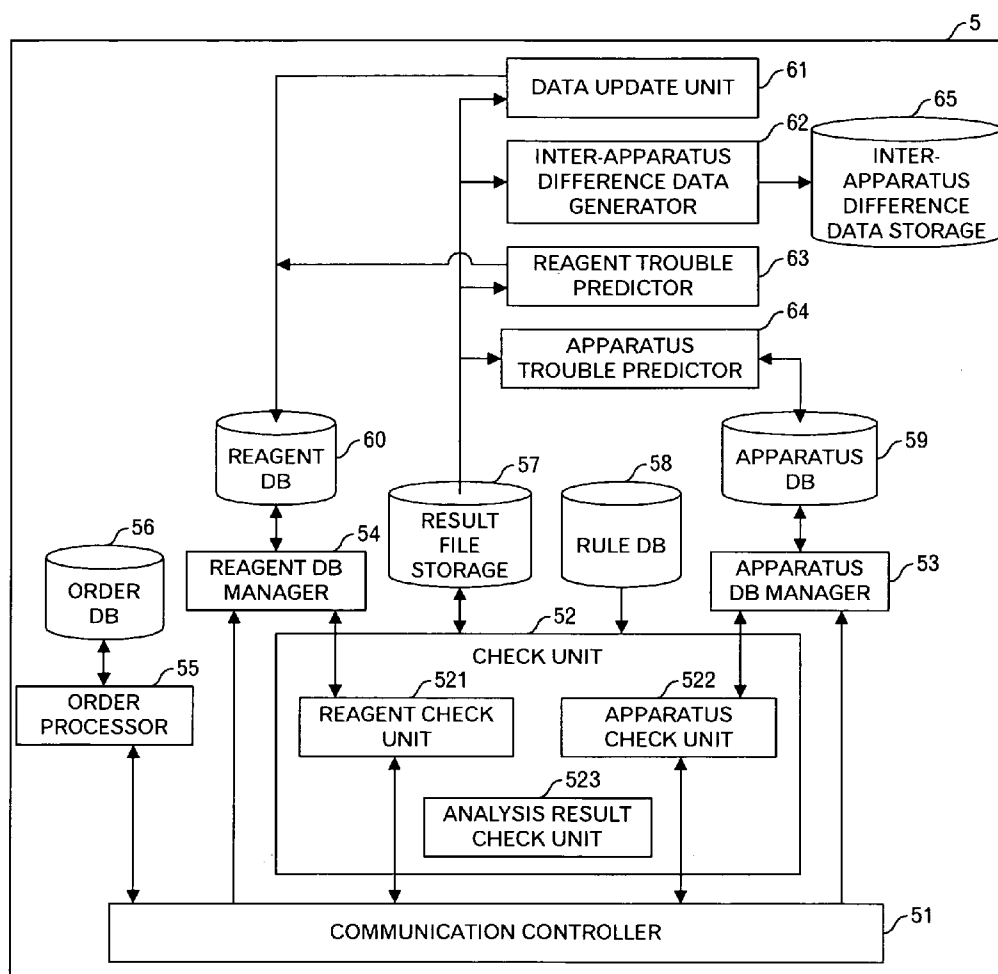 5
61
DATA UPDATE UNIT
62
65
INTER-APPARATUS
DIFFERENCE DATA
GENERATOR
INTER-
APPARATUS
DIFFERENCE
DATA STORAGE
63
REAGENT TROUBLE
PREDICTOR
64
APPARATUS
TROUBLE PREDICTOR
60
REAGENT
DB
57
58
59
APPARATUS
DB
56
ORDER
DB
54
REAGENT DB
MANAGER
RESULT
FILE
STORAGE
RULE DB
53
APPARATUS
DB MANAGER
52
CHECK UNIT
55
ORDER
PROCESSOR
521
REAGENT CHECK
UNIT
522
APPARATUS
CHECK UNIT
523
ANALYSIS RESULT
CHECK UNIT
51
COMMUNICATION CONTROLLER